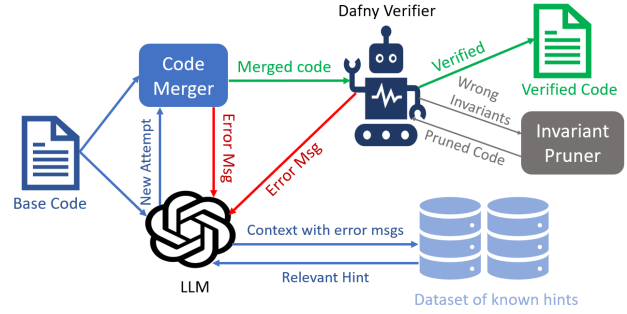 Dafny Verifier
Code
Merger
Merged code
Verified
Verified Code
Wrong
Invariants
Invariant
Pruner
Pruned Code
Base Code
New Attempt
Error Msg
Error Msg
LLM
Context with error msgs
Relevant Hint
Dataset of known hints